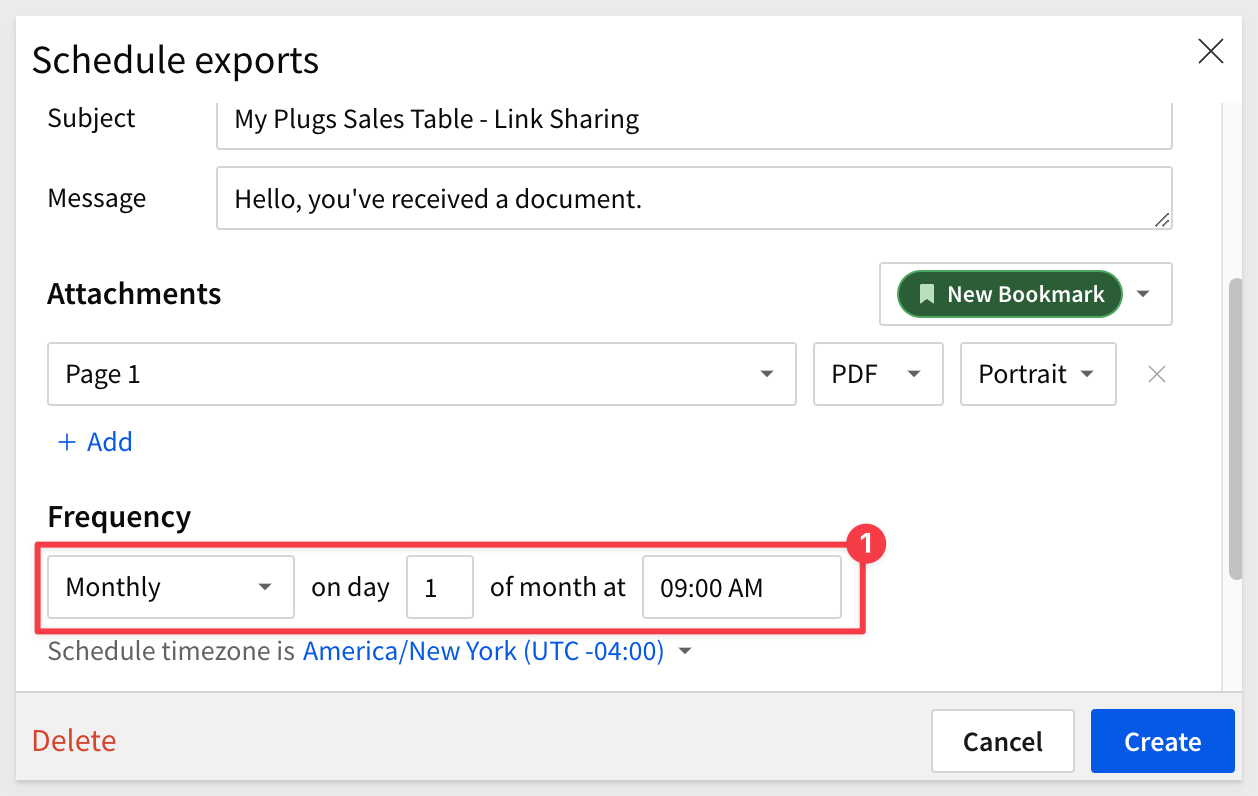 Schedule exports
Subject
My Plugs Sales Table - Link Sharing
Message
Hello, you've received a document.
Attachments
New Bookmark
Page 1
PDF
Portrait
+ Add
Frequency
1
Monthly on day 1 of month at 09:00 AM
Schedule timezone is America/New York (UTC -04:00)
Delete
Cancel
Create